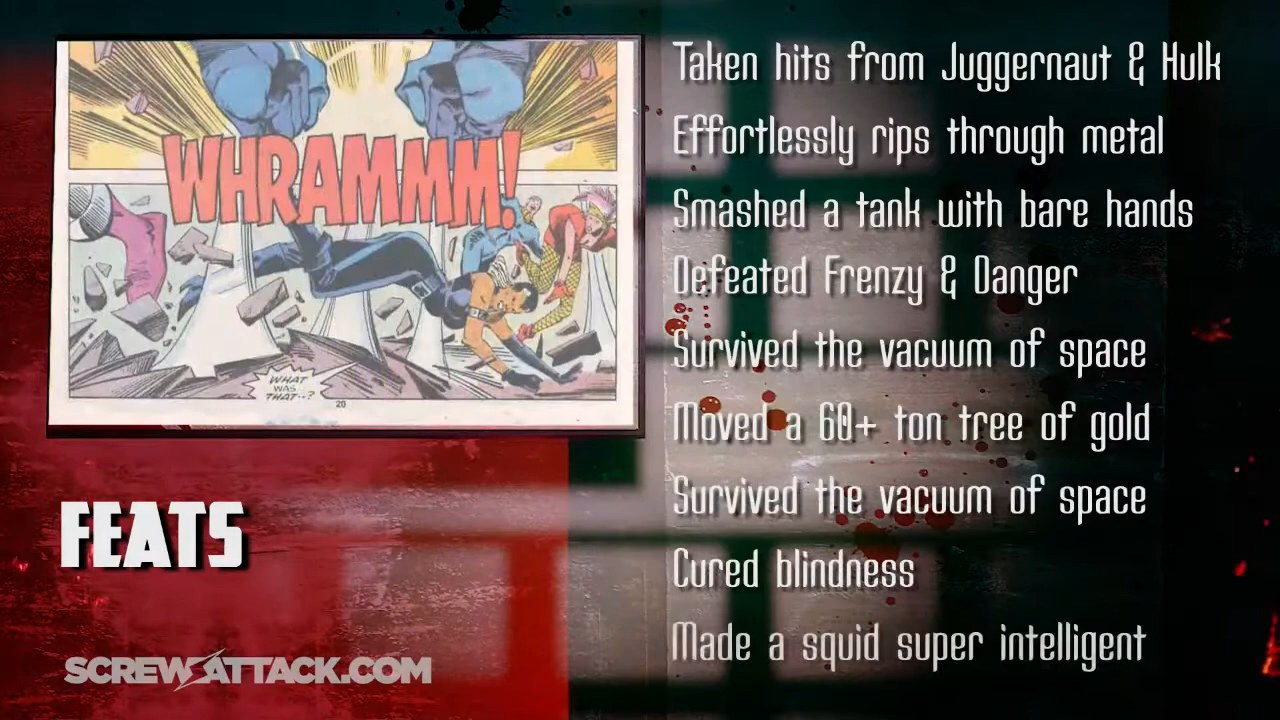 WHRAMMM!
WHAT
WAS
THAT--?
20
FEATS
SCREWATTACK.COM
Taken hits from Juggernaut & Hulk
Effortlessly rips through metal
Smashed a tank with bare hands
Defeated Frenzy & Danger
Survived the vacuum of space
Moved a 60+ ton tree of gold
Survived the vacuum of space
Cured blindness
Made a squid super intelligent